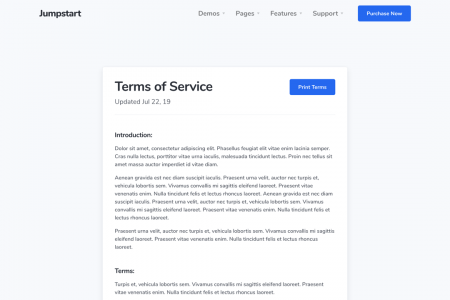 Jumpstart
Demos Pages Features Support Purchase Now
Terms of Service
Print Terms
Updated Jul 22, 19
Introduction:
Dolor sit amet, consectetur adipiscing elit. Phasellus feugiat elit vitae enim lacinia semper.
Cras nulla lectus, porttitor vitae urna iaculis, malesuada tincidunt lectus. Proin nec tellus sit
amet massa auctor imperdiet id vitae diam.
Aenean gravida est nec diam suscipit iaculis. Praesent urna velit, auctor nec turpis et,
vehicula lobortis sem. Vivamus convallis mi sagittis eleifend laoreet. Praesent vitae
venenatis enim. Nulla tincidunt felis et lectus rhoncus laoreet. Aenean gravida est nec diam
suscipit iaculis. Praesent urna velit, auctor nec turpis et, vehicula lobortis sem. Vivamus
convallis mi sagittis eleifend laoreet. Praesent vitae venenatis enim. Nulla tincidunt felis et
lectus rhoncus laoreet.
Praesent urna velit, auctor nec turpis et, vehicula lobortis sem. Vivamus convallis mi sagittis
eleifend laoreet. Praesent vitae venenatis enim. Nulla tincidunt felis et lectus rhoncus
laoreet.
Terms:
Turpis et, vehicula lobortis sem. Vivamus convallis mi sagittis eleifend laoreet. Praesent
vitae venenatis enim. Nulla tincidunt felis et lectus rhoncus laoreet.